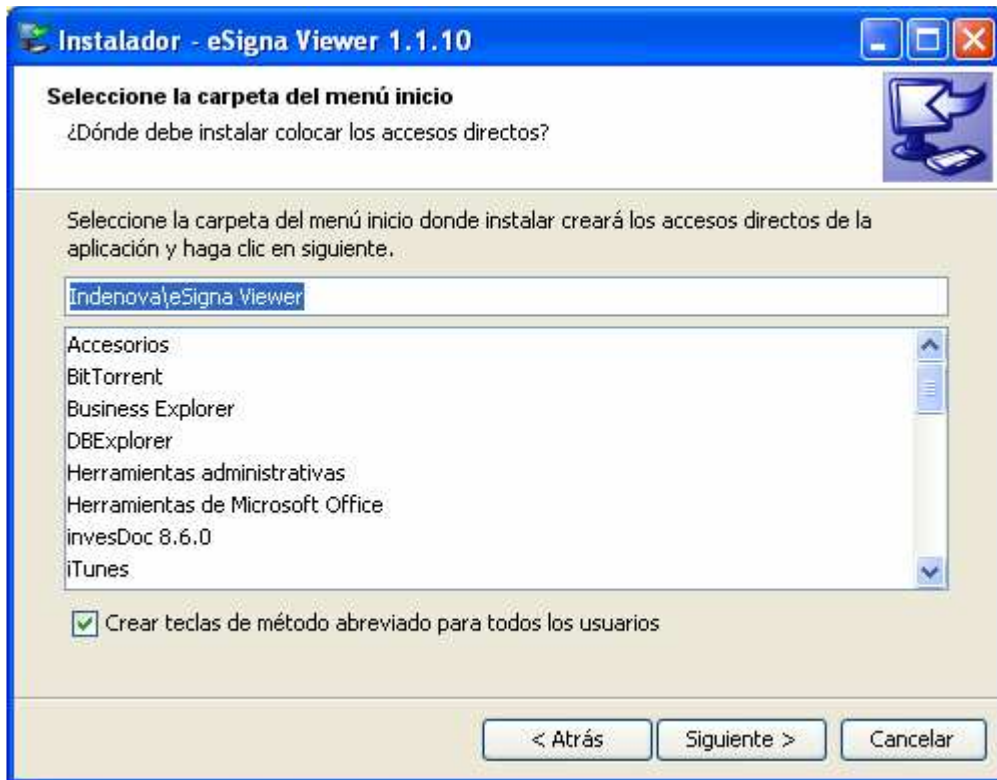 Instalador - eSigna Viewer 1.1.10
Seleccione la carpeta del menú inicio
¿Dónde debe instalar colocar los accesos directos?
Seleccione la carpeta del menú inicio donde instalar creará los accesos directos de la
aplicación y haga clic en siguiente.
Indenova\eSigna Viewer
Accesorios
BitTorrent
Business Explorer
DBExplorer
Herramientas administrativas
Herramientas de Microsoft Office
invesDoc 8.6.0
iTunes
Crear teclas de método abreviado para todos los usuarios
< Atrás
Siguiente >
Cancelar